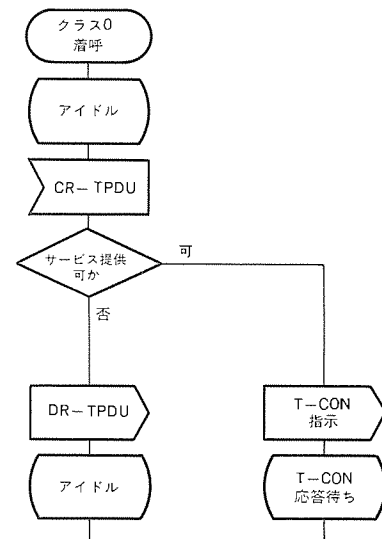 クラス0
着呼
アイドル
CR－TPDU
サービス提供
可か
可
否
DR－TPDU
T－CON
指示
アイドル
T－CON
応答待ち